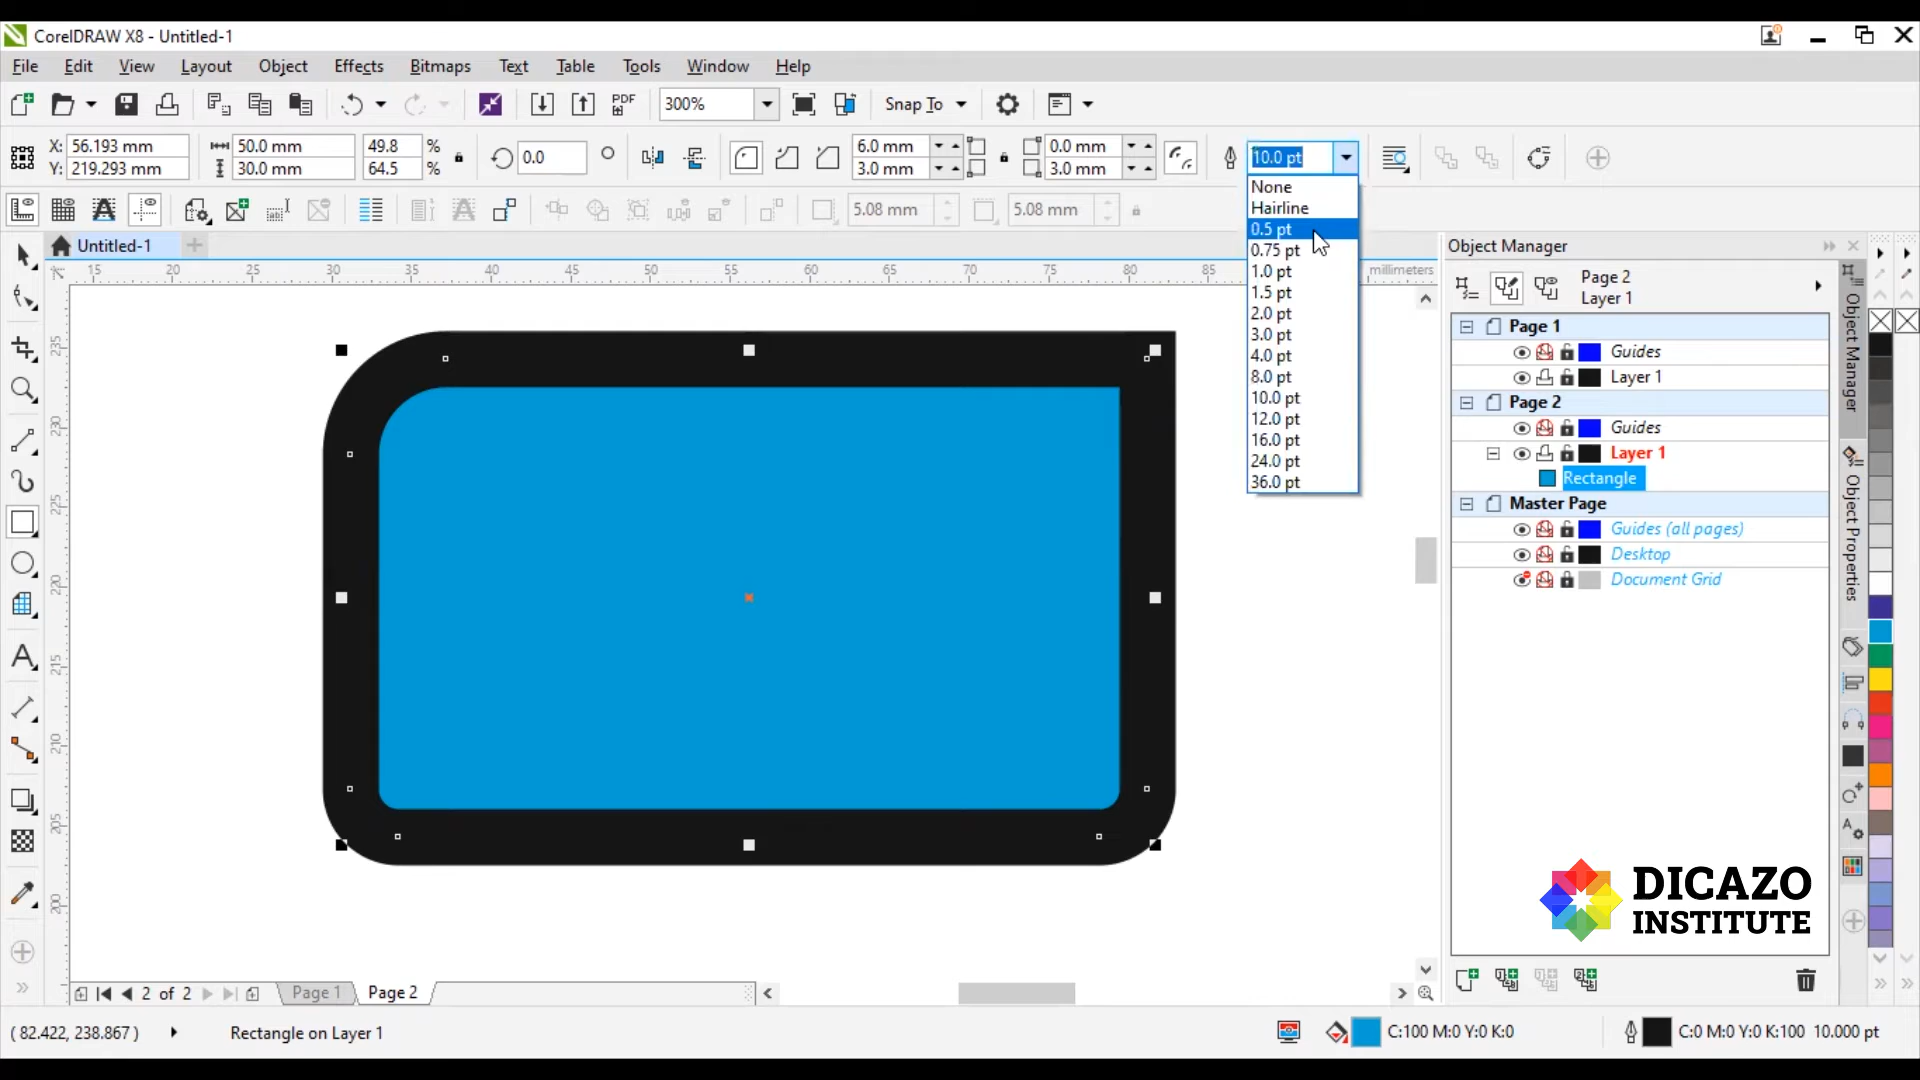 CorelDRAW X8 - Untitled-1
File Edit View Layout Object Effects Bitmaps Text Table Tools Window Help
PDF 300% Snap To
X: 56.193 mm 50.0 mm 49.8 % 0.0 6.0 mm 0.0 mm 10.0 pt
Y: 219.293 mm 30.0 mm 64.5 % 3.0 mm 3.0 mm
5.08 mm 5.08 mm
None
Hairline
0.5 pt
0.75 pt
1.0 pt
1.5 pt
2.0 pt
3.0 pt
4.0 pt
8.0 pt
10.0 pt
12.0 pt
16.0 pt
24.0 pt
36.0 pt
Untitled-1
15 20 25 30 35 40 45 50 55 60 65 70 75 80 85 millimeters
235
230
225
220
215
210
205
200
Object Manager
Page 2
Layer 1
Page 1
Guides
Layer 1
Page 2
Guides
Layer 1
Rectangle
Master Page
Guides (all pages)
Desktop
Document Grid
Object Manager
Object Properties
DICAZO
INSTITUTE
2 of 2 Page 1 Page 2
( 82.422, 238.867 ) Rectangle on Layer 1 C:100 M:0 Y:0 K:0 C:0 M:0 Y:0 K:100 10.000 pt